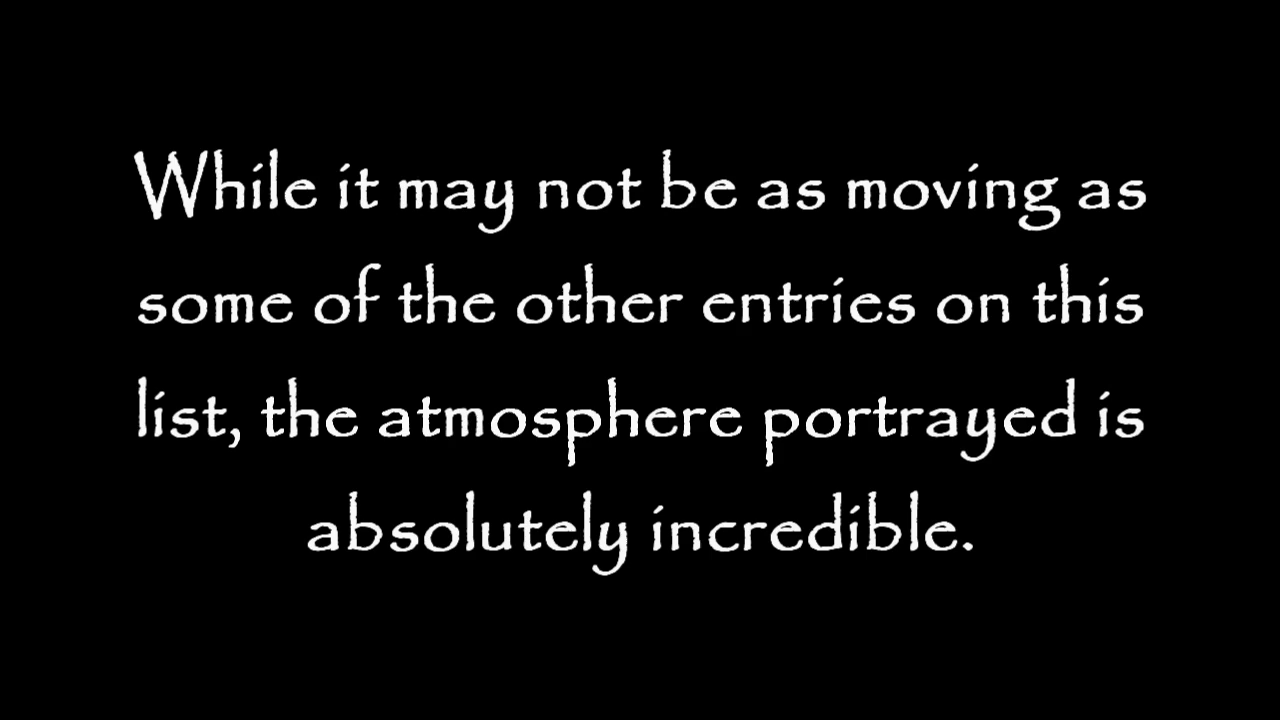 While it may not be as moving as
some of the other entries on this
list, the atmosphere portrayed is
absolutely incredible.